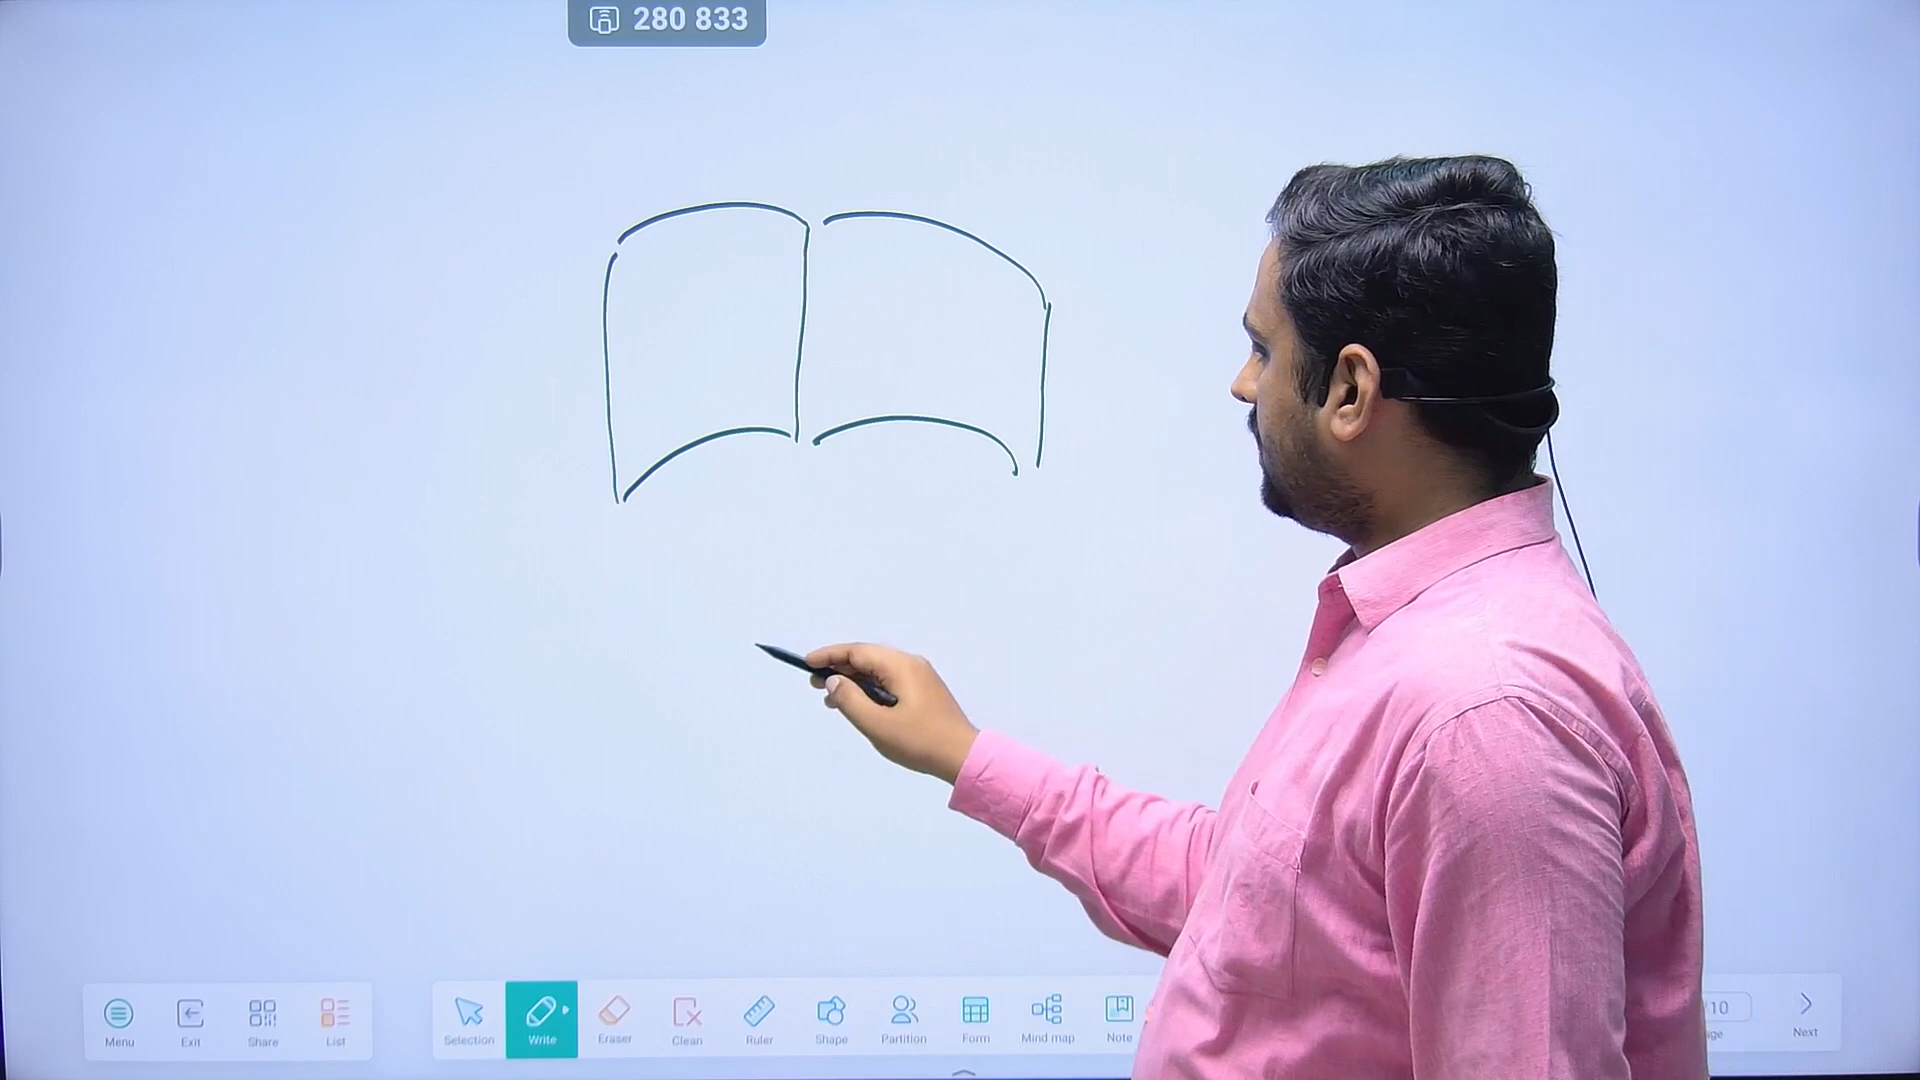 280 833
Menu
Exit
Share
List
Selection
Write
Eraser
Clean
Ruler
Shape
Partition
Form
Mind map
Note
10
Next